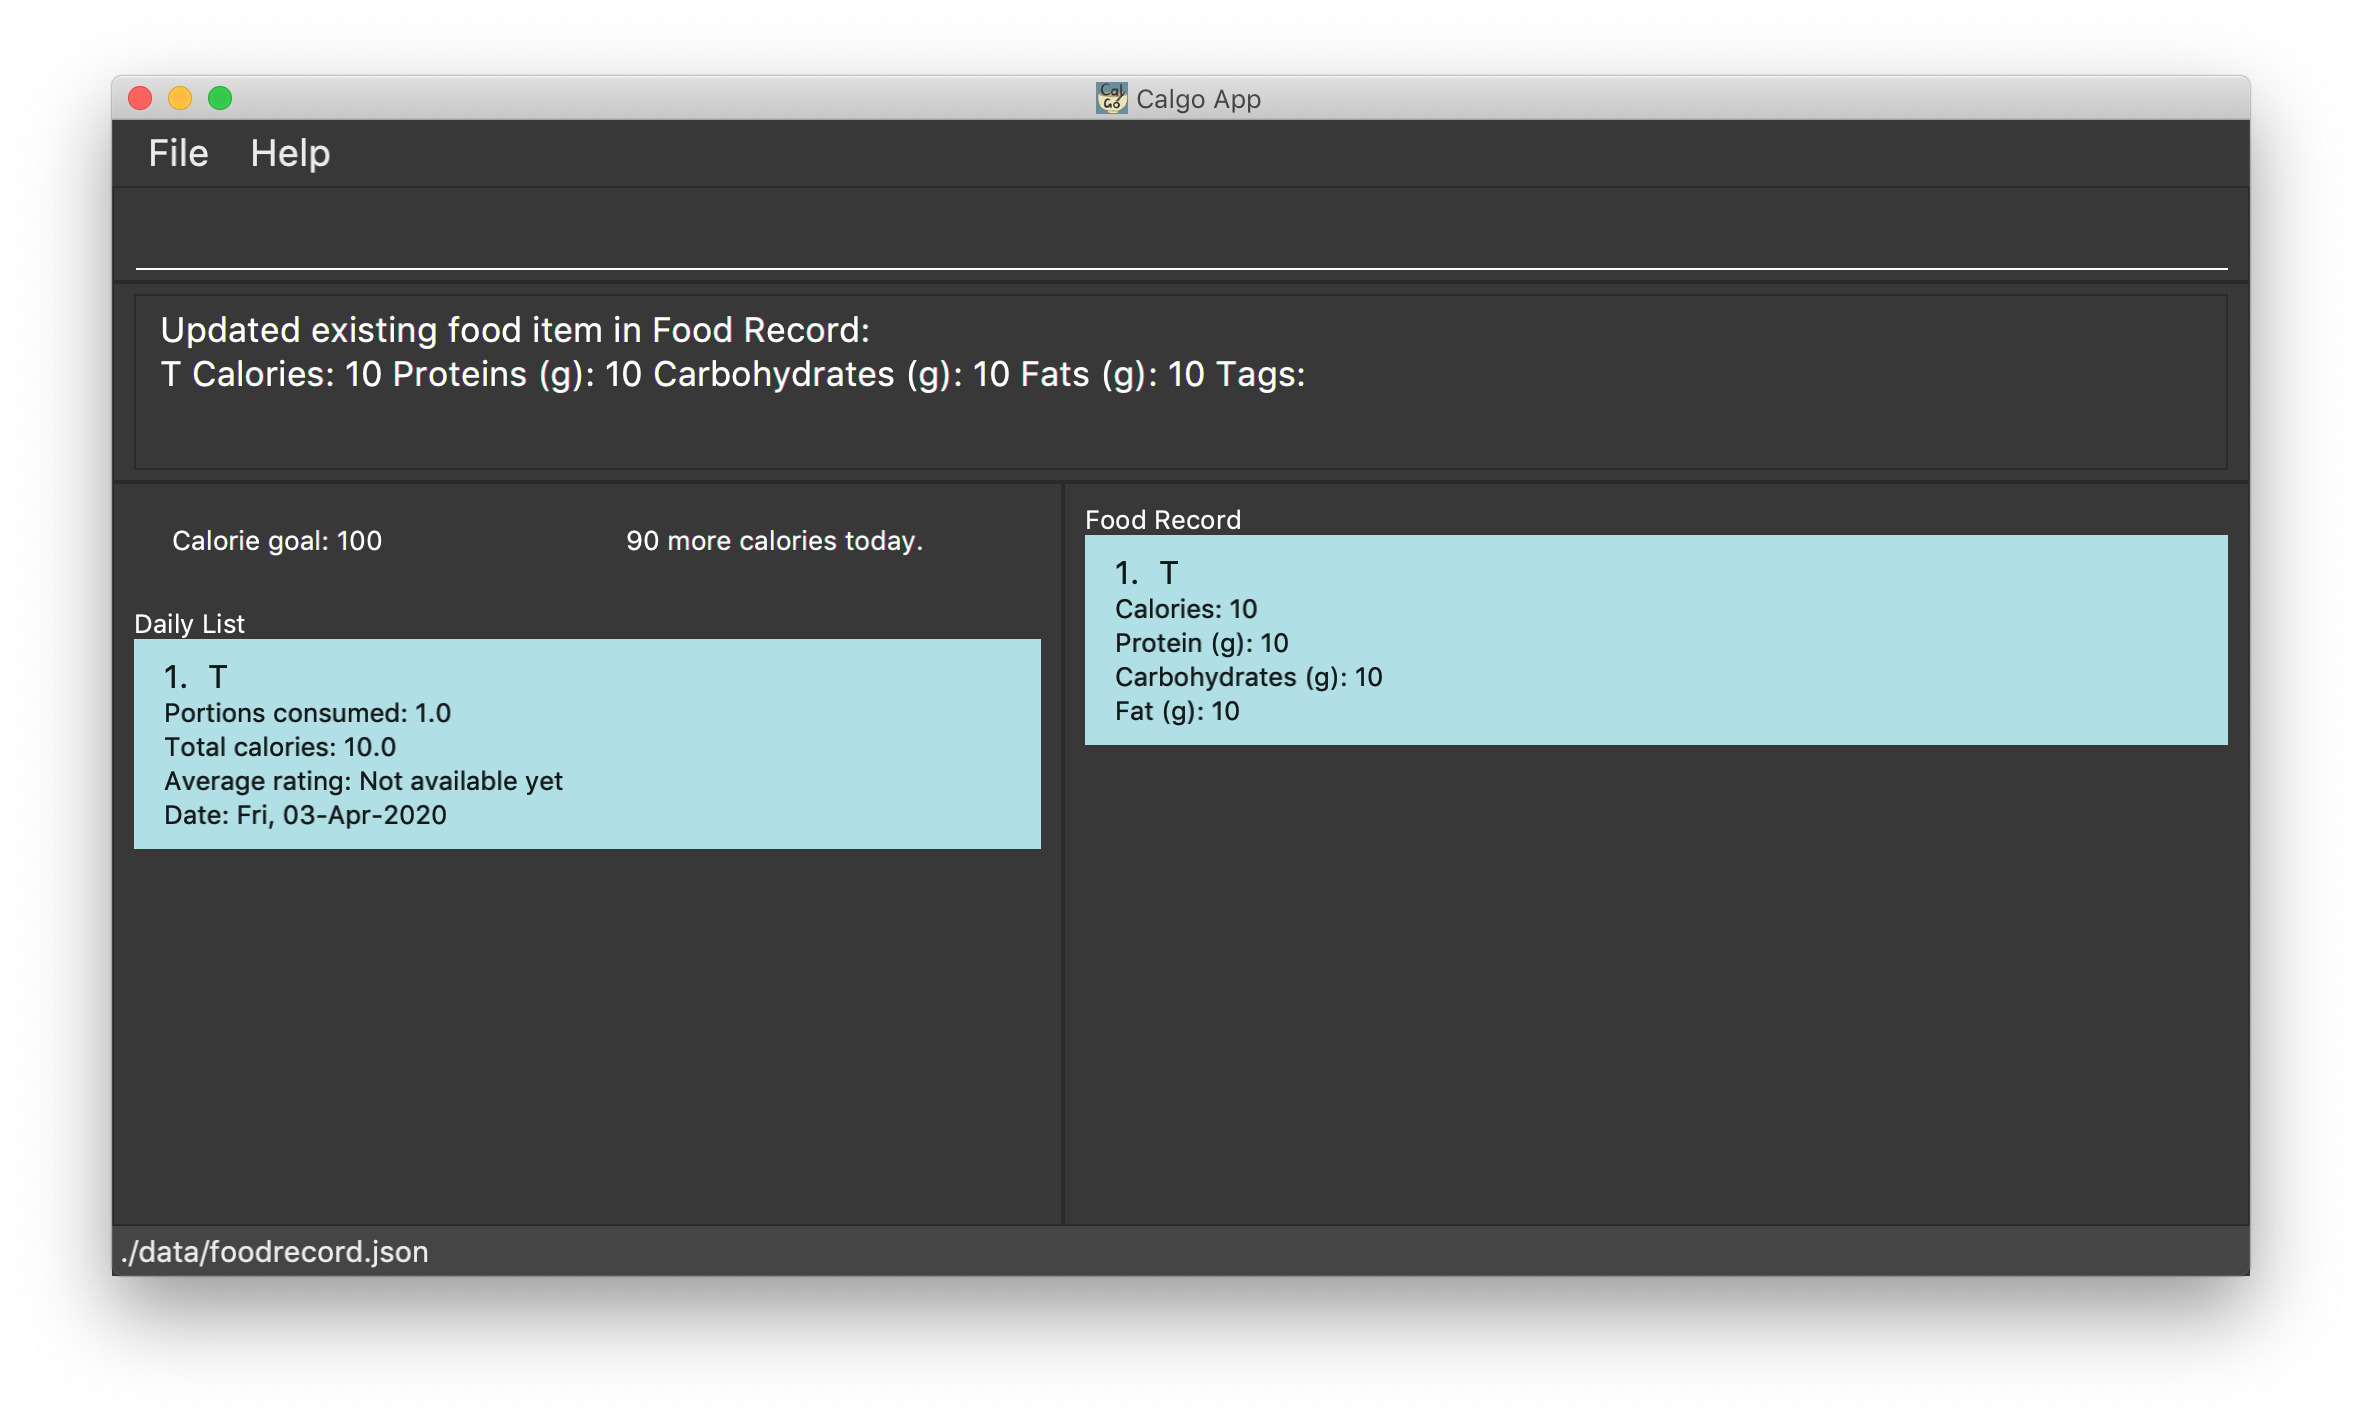 Cal
Go
Calgo App
File Help
Updated existing food item in Food Record:
T Calories: 10 Proteins (g): 10 Carbohydrates (g): 10 Fats (g): 10 Tags:
Calorie goal: 100
90 more calories today.
Daily List
1. T
Portions consumed: 1.0
Total calories: 10.0
Average rating: Not available yet
Date: Fri, 03-Apr-2020
Food Record
1. T
Calories: 10
Protein (g): 10
Carbohydrates (g): 10
Fat (g): 10
./data/foodrecord.json